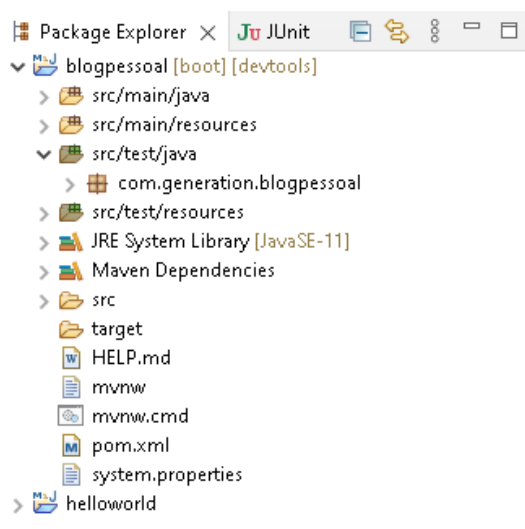 Package Explorer JU JUnit
blogpessoal [boot] [devtools]
src/main/java
src/main/resources
src/test/java
com.generation.blogpessoal
src/test/resources
JRE System Library [JavaSE-11]
Maven Dependencies
src
target
HELP.md
mvnw
mvnw.cmd
pom.xml
system.properties
helloworld